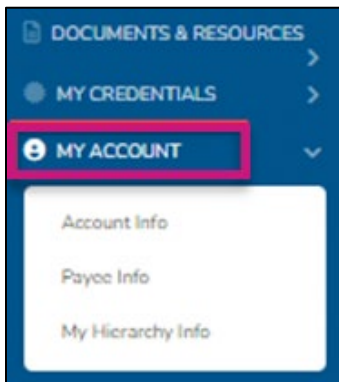 DOCUMENTS & RESOURCES
MY CREDENTIALS
MY ACCOUNT
Account Info
Payee Info
My Hierarchy Info